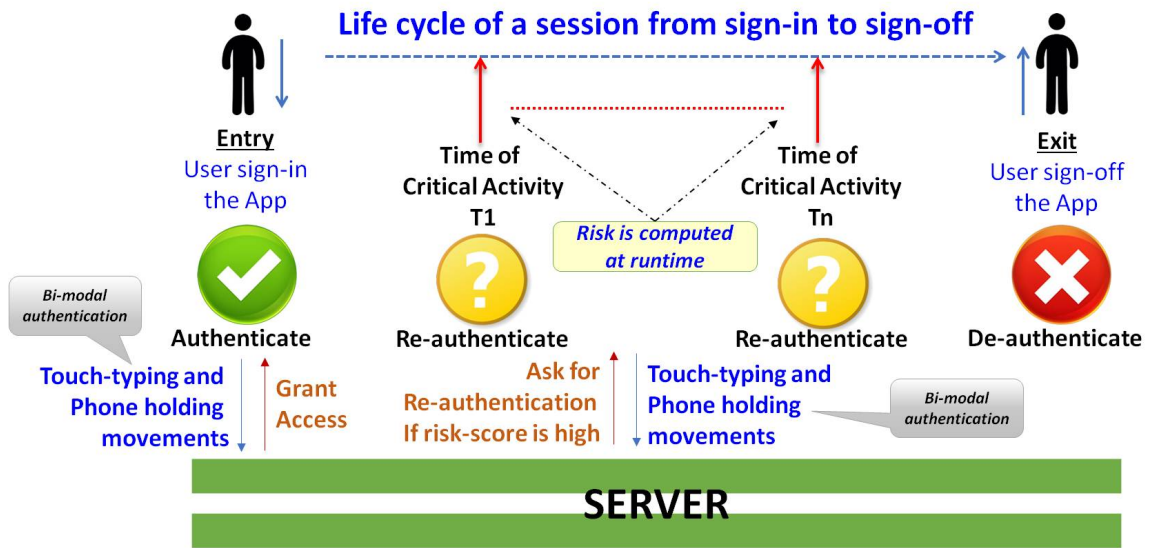 Life cycle of a session from sign-in to sign-off
Entry
User sign-in
the App
Time of
Critical Activity
T1
Time of
Critical Activity
Tn
Exit
User sign-off
the App
Risk is computed
at runtime
?
?
Bi-modal
authentication
Authenticate
Re-authenticate
Re-authenticate
De-authenticate
Touch-typing and
Phone holding
movements
Grant
Access
Ask for
Re-authentication
If risk-score is high
Touch-typing and
Phone holding
movements
Bi-modal
authentication
SERVER